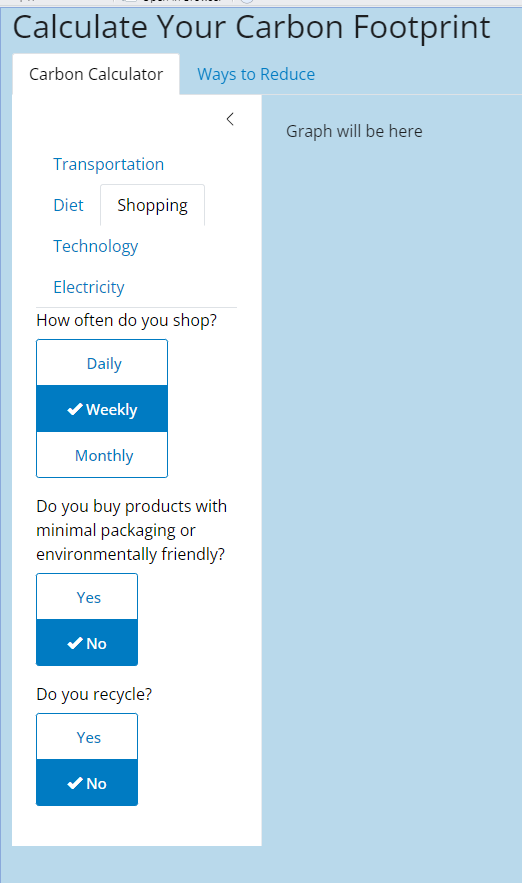 Calculate Your Carbon Footprint
Carbon Calculator Ways to Reduce
Graph will be here
Transportation
Diet Shopping
Technology
Electricity
How often do you shop?
Daily
Weekly
Monthly
Do you buy products with
minimal packaging or
environmentally friendly?
Yes
No
Do you recycle?
Yes
No